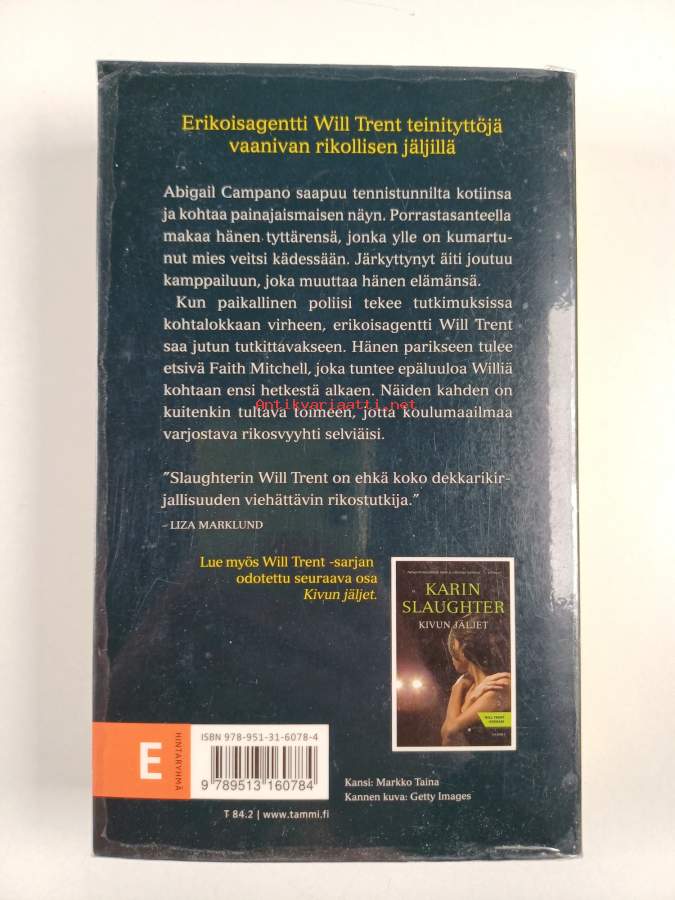 Erikoisagentti Will Trent teinityttöjä
vaanivan rikollisen jäljillä
Abigail Campano saapuu tennistunnilta kotiinsa
ja kohtaa painajaismaisen näyn. Porrastasanteella
makaa hänen tyttärensä, jonka ylle on kumartu-
nut mies veitsi kädessään. Järkyttynyt äiti joutuu
kamppailuun, joka muuttaa hänen elämänsä.
Kun paikallinen poliisi tekee tutkimuksissa
kohtalokkaan virheen, erikoisagentti Will Trent
saa jutun tutkittavakseen. Hänen parikseen tulee
etsivä Faith Mitchell, joka tuntee epäluuloa Williä
kohtaan ensi hetkestä alkaen. Näiden kahden on
Antikvariaatti.net
kuitenkin tultava toimeen, jotta koulumaailmaa
varjostava rikosvyyhti selviäisi.
”Slaughterin Will Trent on ehkä koko dekkarikir-
jallisuuden viehättävin rikostutkija.”
– LIZA MARKLUND
Lue myös Will Trent -sarjan
odotettu seuraava osa
Kivun jäljet.
KARIN
SLAUGHTER
KIVUN JÄLJET
WILL TRENT
TAMMI
E
HINTARYHMÄ
ISBN 978-951-31-6078-4
9 789513 160784
T 84.2 | www.tammi.fi
Kansi: Markko Taina
Kannen kuva: Getty Images